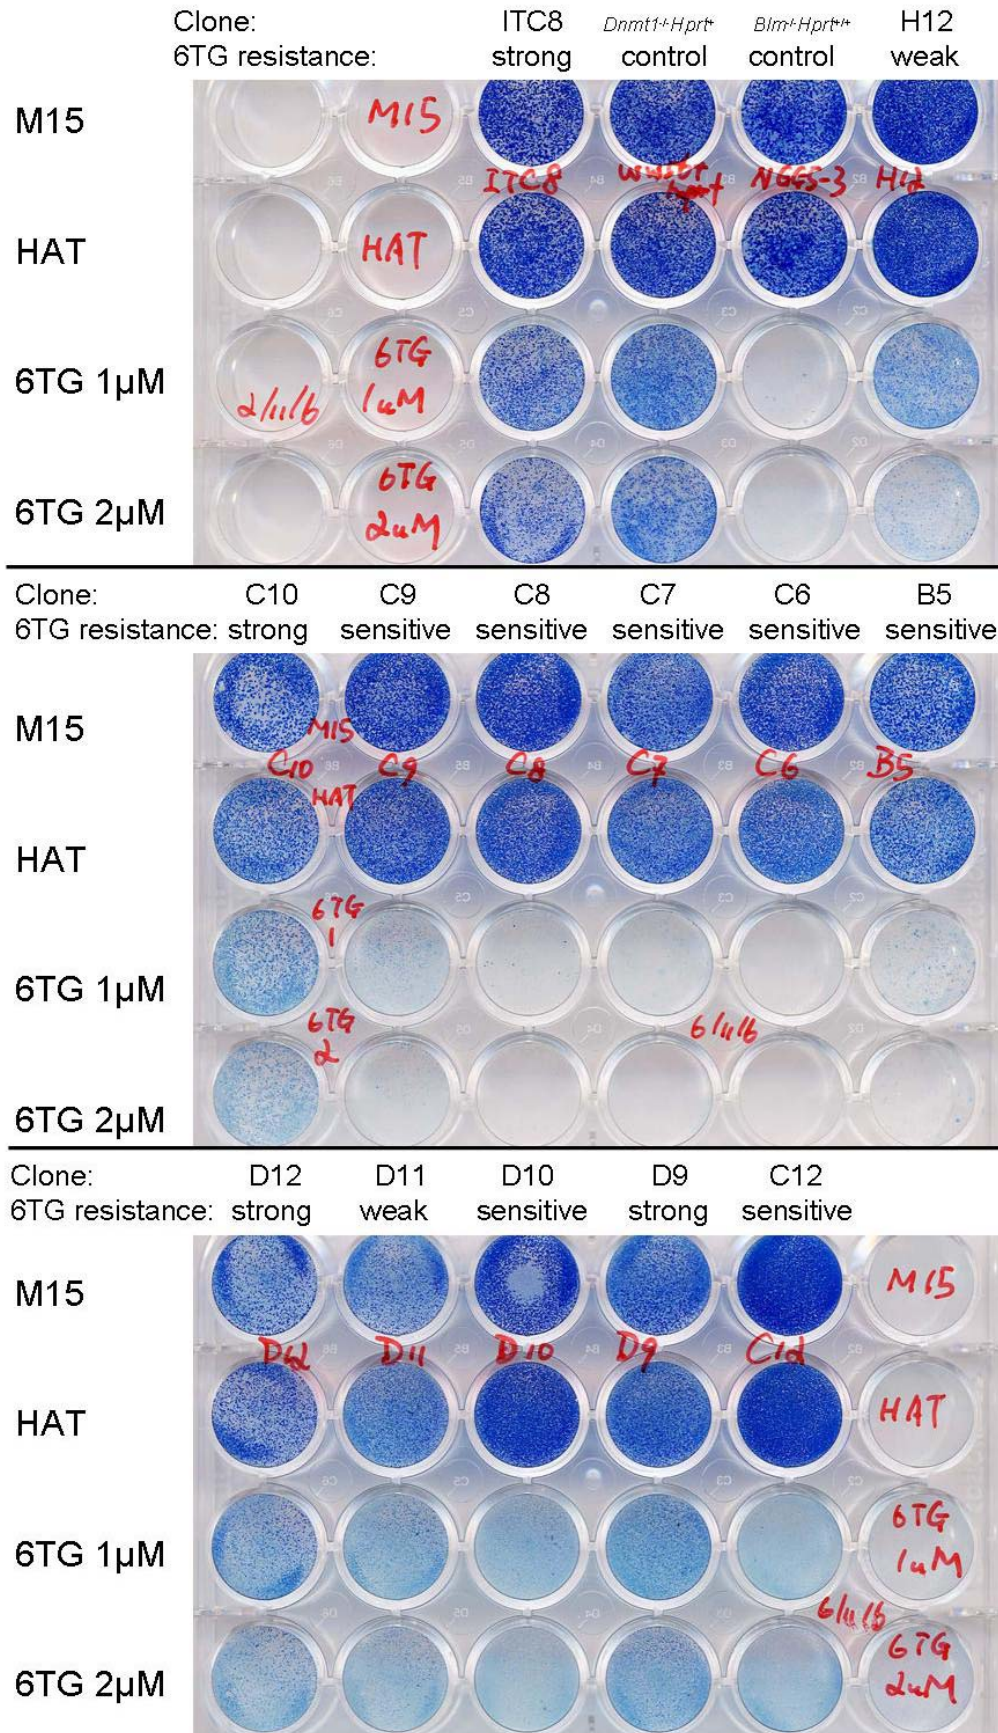 Clone: ITC8 Dnmt1-/-Hprt+ Blm-/-Hprt+/+ H12
6TG resistance: strong control control weak
M15
M15
ITC8 NGG5-3 H12
HAT
HAT
6TG 1µM
6TG
1uM
2/11/6
6TG 2µM
6TG
2uM
Clone: C10 C9 C8 C7 C6 B5
6TG resistance: strong sensitive sensitive sensitive sensitive sensitive
M15
M15
C10 C9 C8 C7 C6 B5
HAT
HAT
6TG 1µM
6TG
1
6TG 2µM
6TG
2
6/11/6
Clone: D12 D11 D10 D9 C12
6TG resistance: strong weak sensitive strong sensitive
M15
M15
D12 D11 D10 D9 C12
HAT
HAT
6TG 1µM
6TG
1uM
6/11/6
6TG 2µM
6TG
2uM